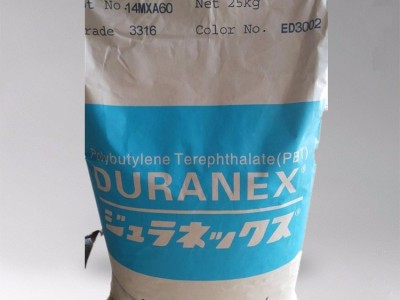 No. 14MXA60 Net 25kg
Grade 3316 Color No. ED3002
Polybutylene Terephthalate (PBT)
DURANEX®
ジュラネックス®